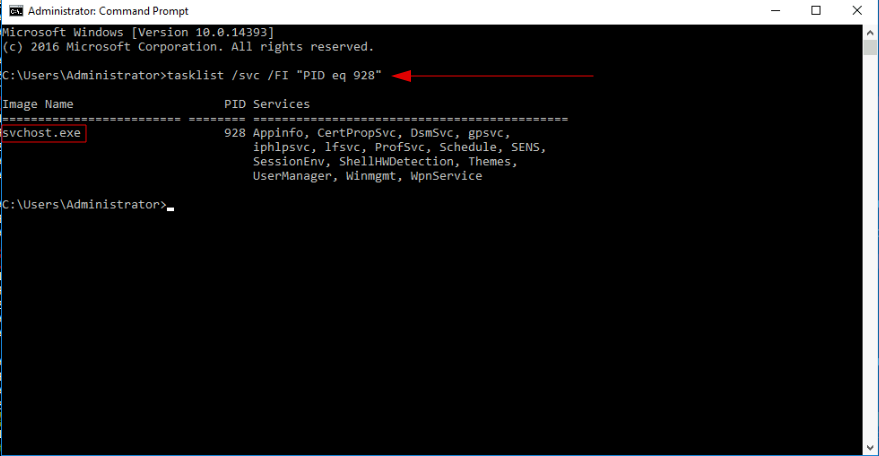 Administrator: Command Prompt
Microsoft Windows [Version 10.0.14393]
(c) 2016 Microsoft Corporation. All rights reserved.
C:\Users\Administrator>tasklist /svc /FI "PID eq 928"
Image Name                     PID Services
========================= ======== ============================================
svchost.exe                    928 Appinfo, CertPropSvc, DsmSvc, gpsvc,
                                   iphlpsvc, lfsvc, ProfSvc, Schedule, SENS,
                                   SessionEnv, ShellHWDetection, Themes,
                                   UserManager, Winmgmt, WpnService
C:\Users\Administrator>